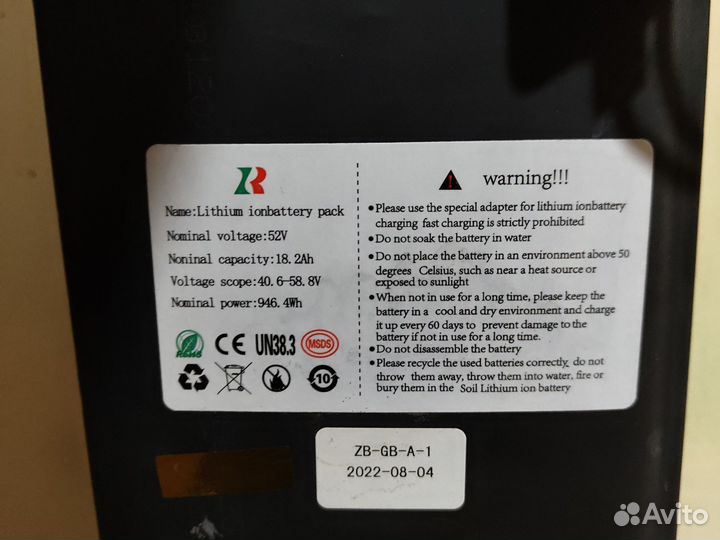 R
Name:Lithium ionbattery pack
Nominal voltage:52V
Noninal capacity:18.2Ah
Voltage scope:40.6-58.8V
Nominal power:946.4Wh
RoHS CE UN38.3 MSDS
10
warning!!!
•Please use the special adapter for lithium ionbattery
charging fast charging is strictly prohibited
•Do not soak the battery in water
•Do not place the battery in an environment above 50
degrees Celsius, such as near a heat source or
exposed to sunlight
•When not in use for a long time, please keep the
battery in a cool and dry environment and charge
it up every 60 days to prevent damage to the
battery if not in use for a long time.
•Do not disassemble the battery
•Please recycle the used batteries correctly, do not
throw them away, throw them into water, fire or
bury them in the Soil Lithium ion battery
ZB-GB-A-1
2022-08-04
Avito